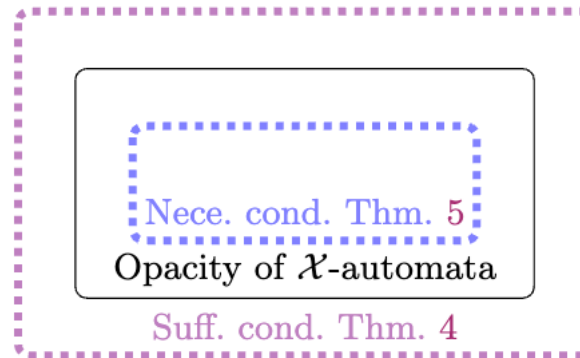 Nece. cond. Thm. 5
Opacity of 𝒳-automata
Suff. cond. Thm. 4